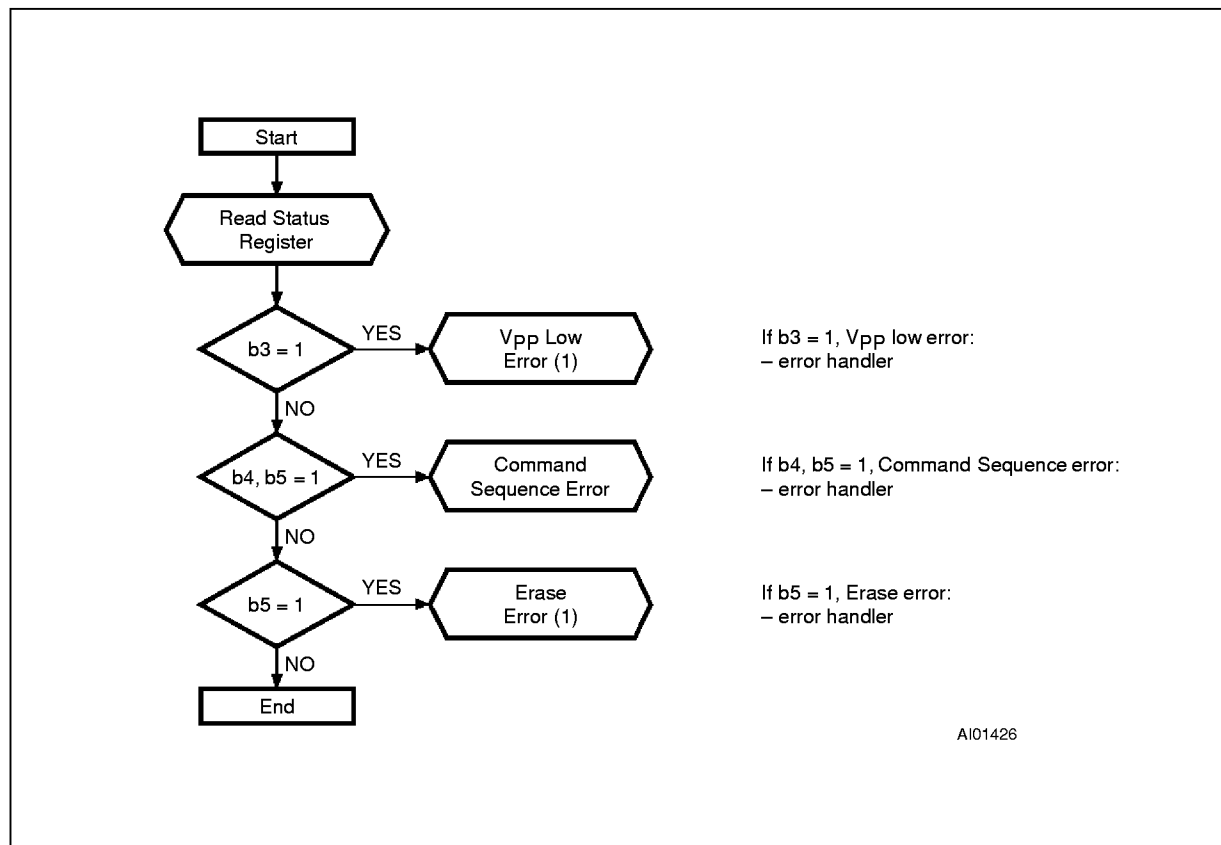 Start
Read Status
Register
b3 = 1
YES
Vpp Low
Error (1)
If b3 = 1, Vpp low error:
– error handler
NO
b4, b5 = 1
YES
Command
Sequence Error
If b4, b5 = 1, Command Sequence error:
– error handler
NO
b5 = 1
YES
Erase
Error (1)
If b5 = 1, Erase error:
– error handler
NO
End
AI01426